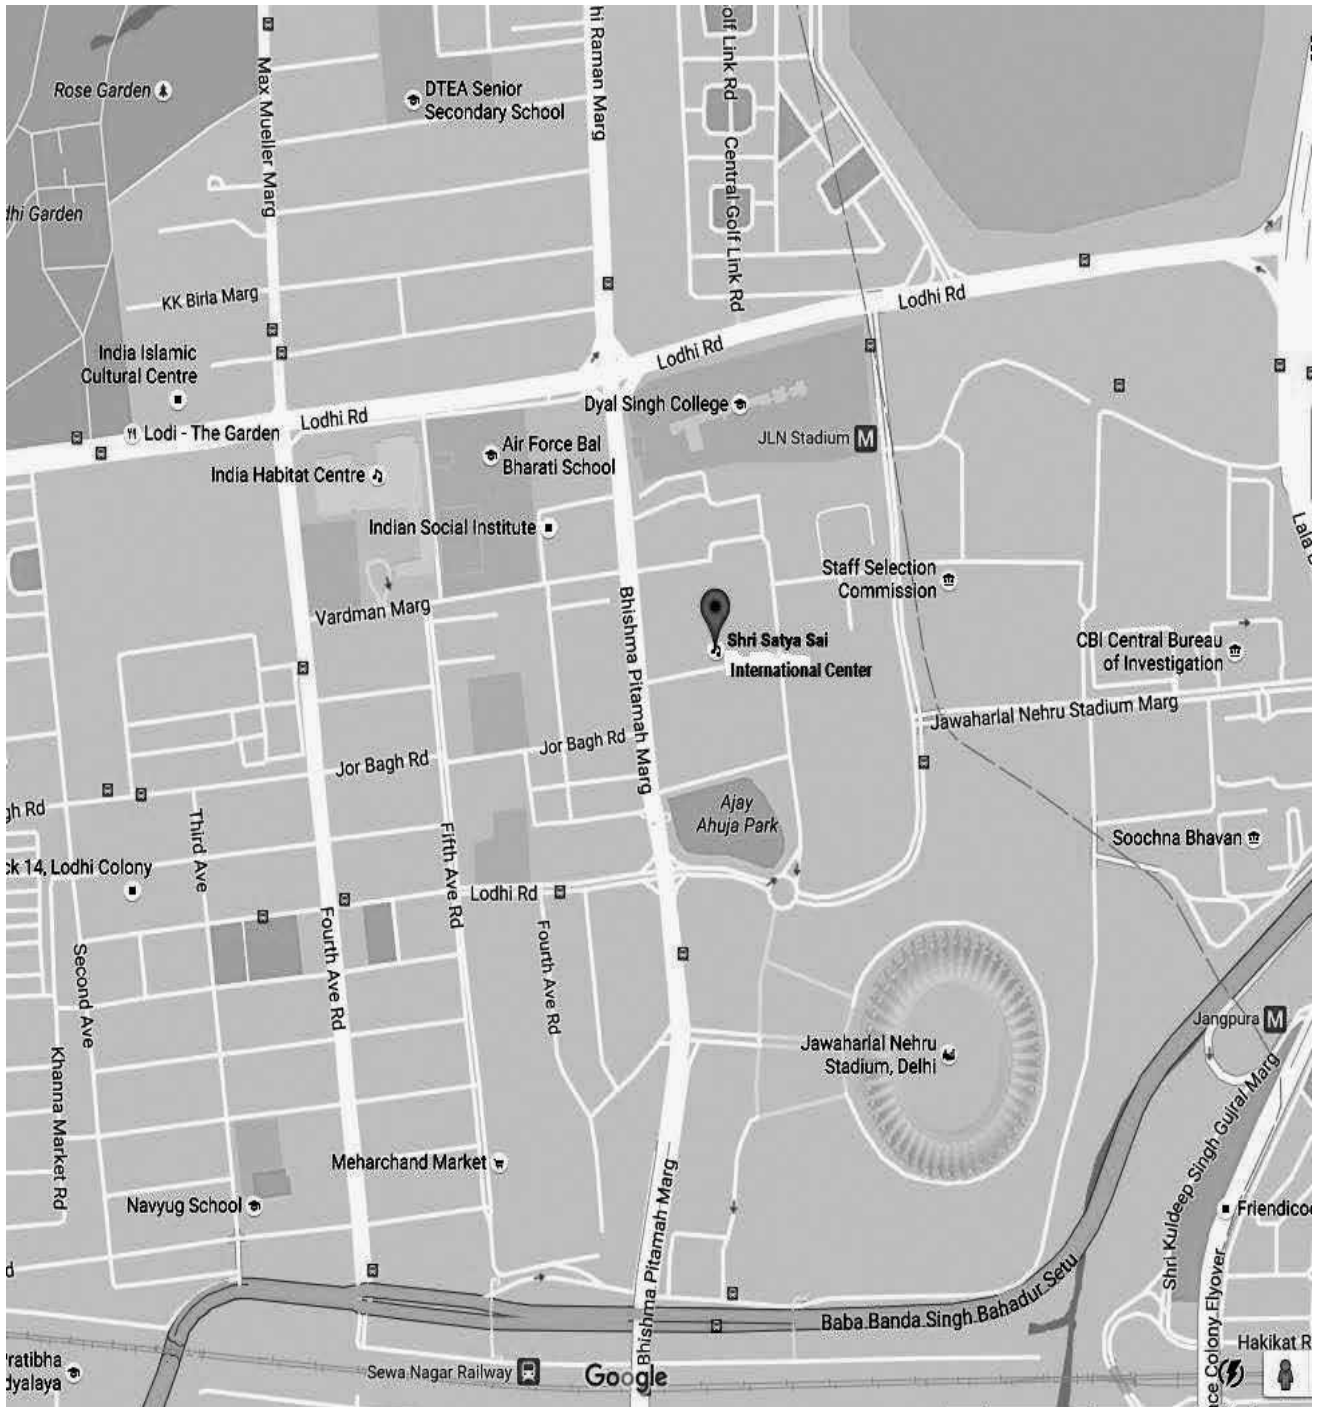 hi Raman Marg
olf Link Rd
Rose Garden
Max Mueller Marg
DTEA Senior
Secondary School
Central Golf Link Rd
dhi Garden
KK Birla Marg
Lodhi Rd
India Islamic
Cultural Centre
Lodhi Rd
Dyal Singh College
Lodhi Rd
Lodi - The Garden
JLN Stadium M
Air Force Bal
Bharati School
India Habitat Centre
Indian Social Institute
Staff Selection
Commission
Vardman Marg
Bhishma Pitamah Marg
Shri Satya Sai
International Center
CBI Central Bureau
of Investigation
Jawaharlal Nehru Stadium Marg
Jor Bagh Rd
Jor Bagh Rd
gh Rd
Ajay
Ahuja Park
Third Ave
Fifth Ave Rd
Soochna Bhavan
ck 14, Lodhi Colony
Lodhi Rd
Fourth Ave Rd
Fourth Ave Rd
Second Ave
Jangpura M
Jawaharlal Nehru
Stadium, Delhi
Khanna Market Rd
Shri Kuldeep Singh Gujral Marg
Meharchand Market
Navyug School
Bhishma Pitamah Marg
Friendico
d
Baba Banda Singh Bahadur Setu
nce Colony Flyover
Hakikat R
Pratibha
dyalaya
Sewa Nagar Railway
Google